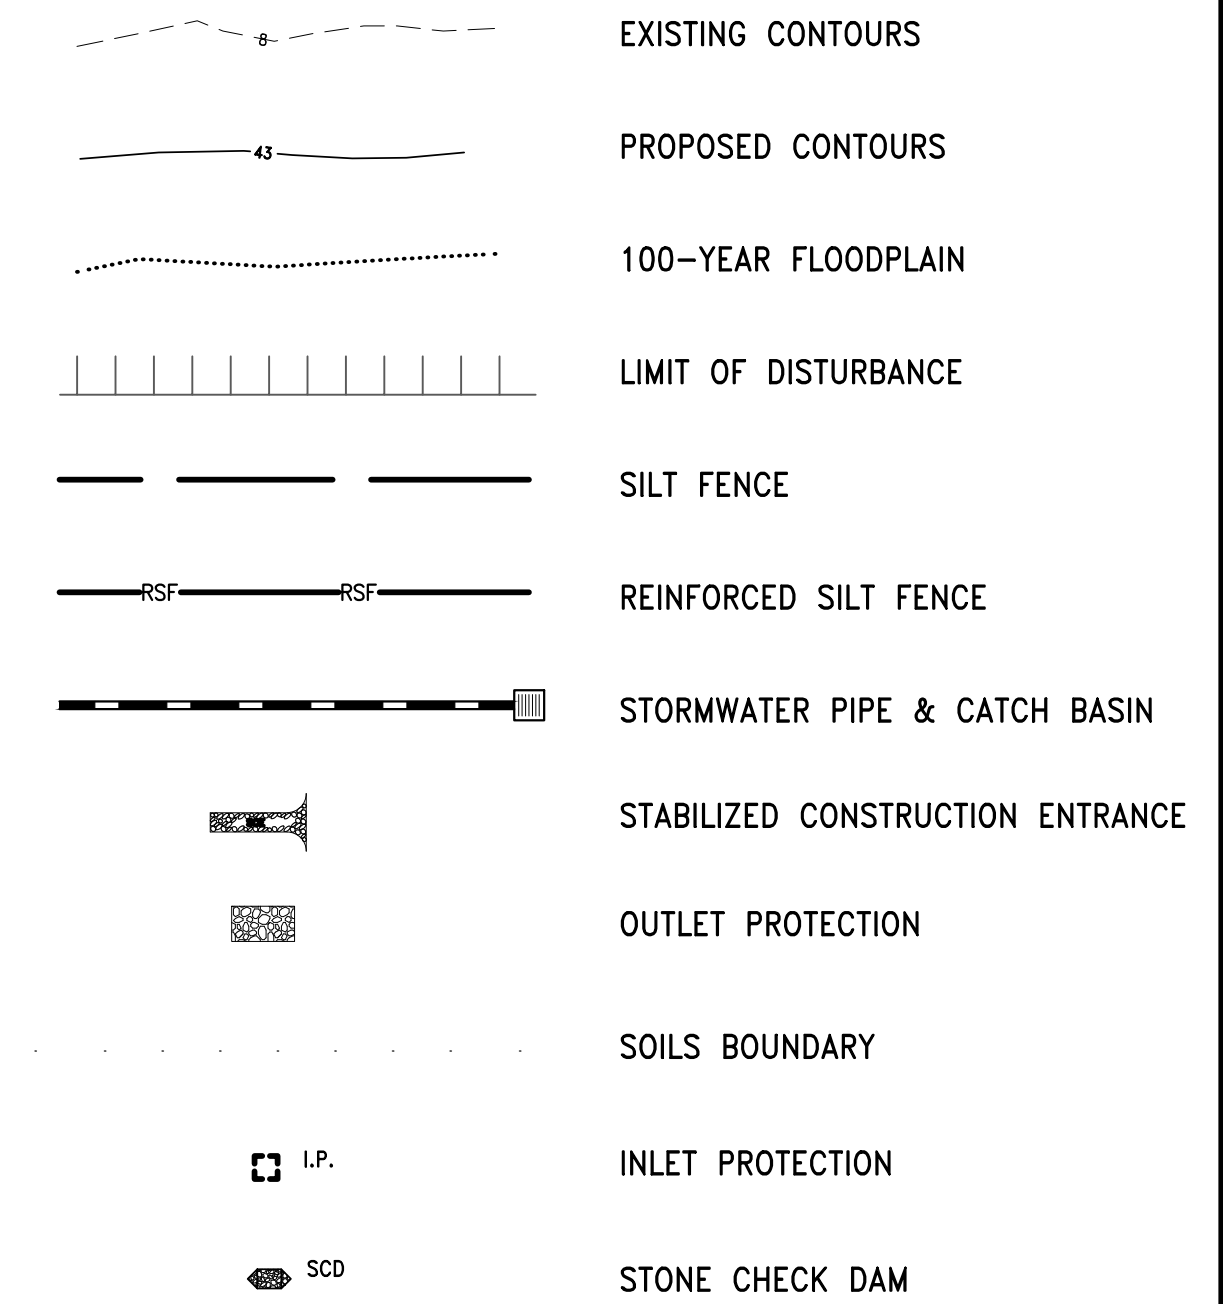 8 EXISTING CONTOURS
43 PROPOSED CONTOURS
100-YEAR FLOODPLAIN
LIMIT OF DISTURBANCE
SILT FENCE
RSF RSF REINFORCED SILT FENCE
STORMWATER PIPE & CATCH BASIN
STABILIZED CONSTRUCTION ENTRANCE
OUTLET PROTECTION
SOILS BOUNDARY
I.P. INLET PROTECTION
SCD STONE CHECK DAM